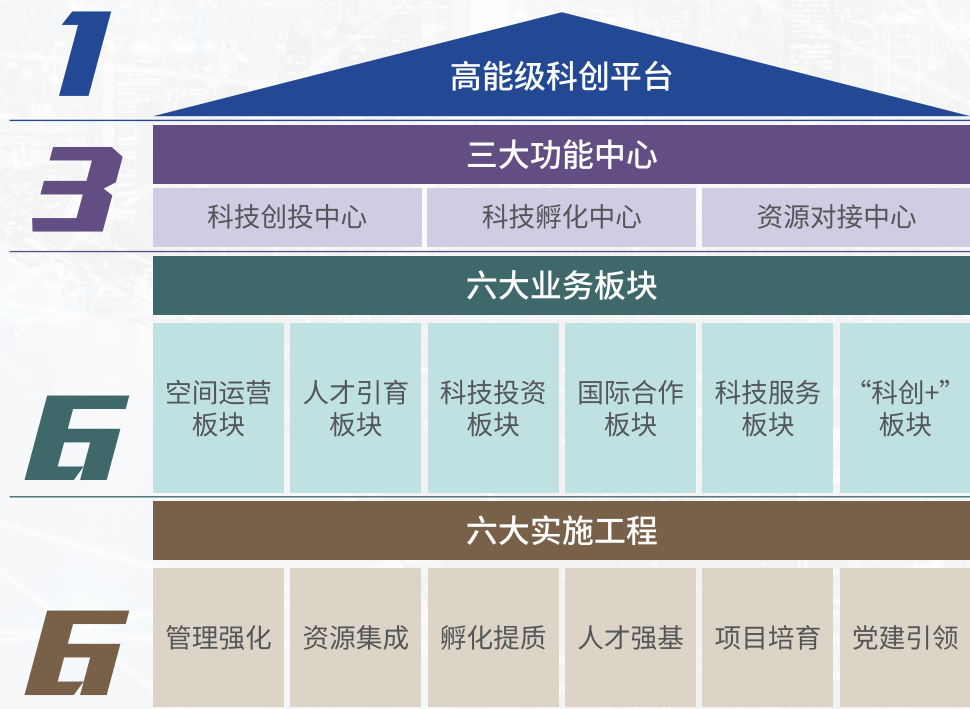 1
高能级科创平台
3
三大功能中心
科技创投中心
科技孵化中心
资源对接中心
6
六大业务板块
空间运营
板块
人才引育
板块
科技投资
板块
国际合作
板块
科技服务
板块
“科创+”
板块
6
六大实施工程
管理强化
资源集成
孵化提质
人才强基
项目培育
党建引领